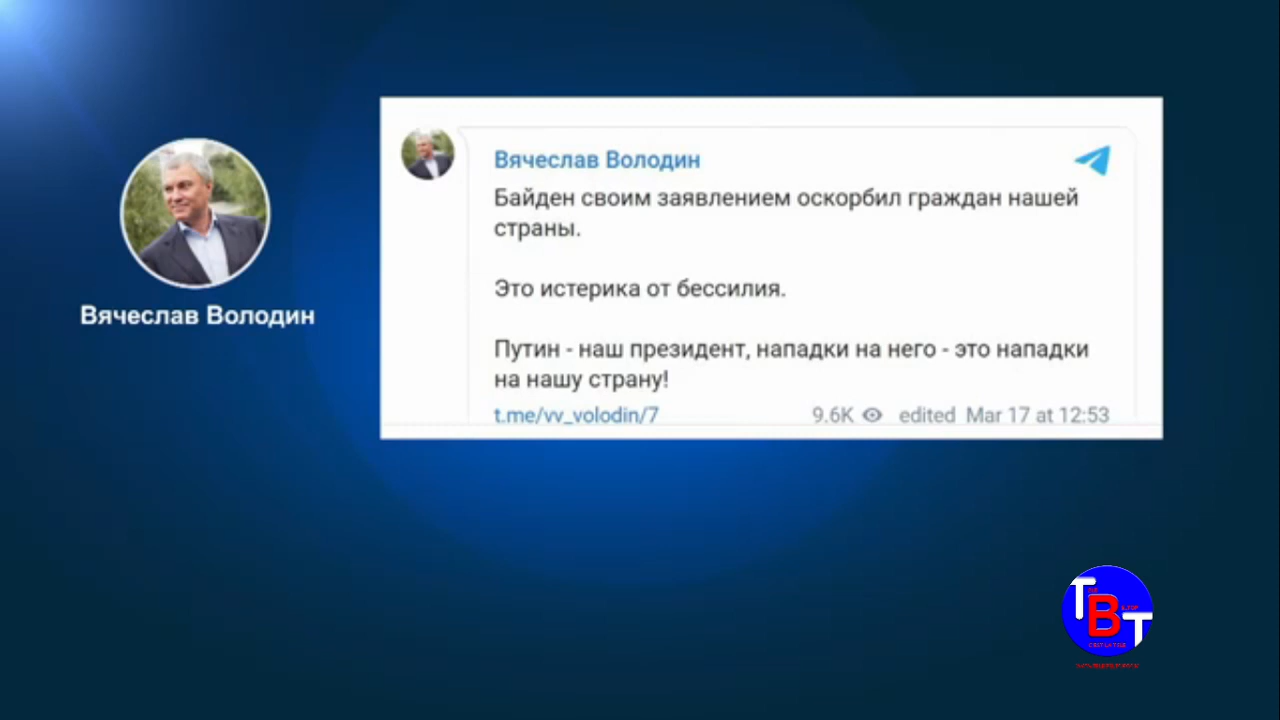 Вячеслав Володин
Вячеслав Володин
Байден своим заявлением оскорбил граждан нашей
страны.
Это истерика от бессилия.
Путин - наш президент, нападки на него - это нападки
на нашу страну!
t.me/vv_volodin/7
9.6K edited Mar 17 at 12:53
TBT